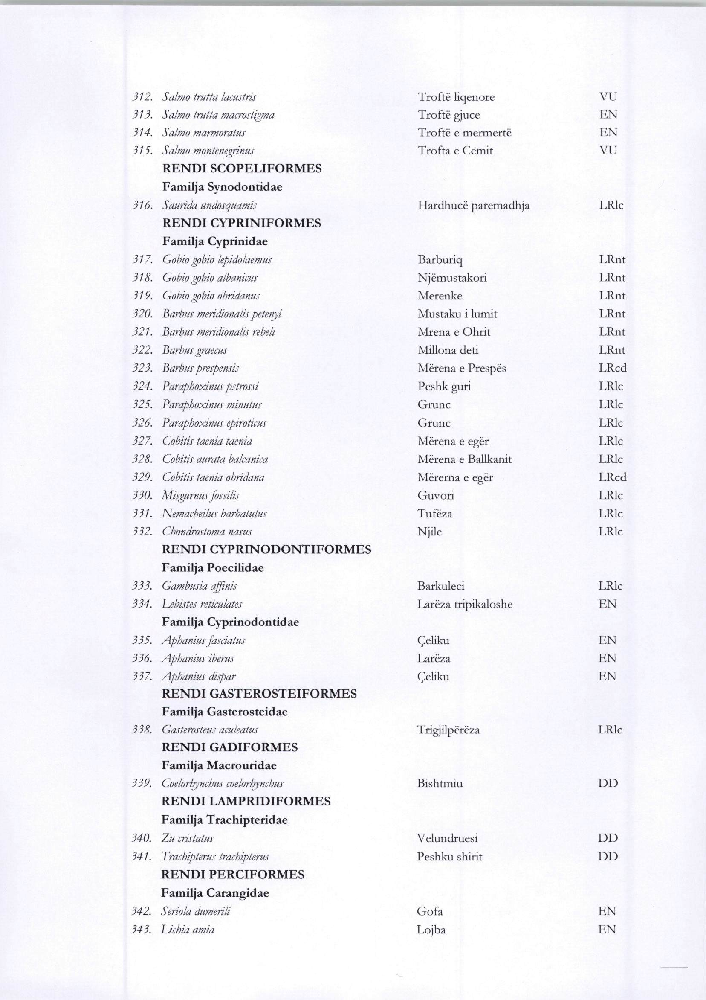 312. Salmo trutta lacustris Troftë liqenore VU
313. Salmo trutta macrostigma Troftë gjuce EN
314. Salmo marmoratus Troftë e mermertë EN
315. Salmo montenegrinus Trofta e Cemit VU
RENDI SCOPELIFORMES
Familja Synodontidae
316. Saurida undosquamis Hardhucë paremadhja LRlc
RENDI CYPRINIFORMES
Familja Cyprinidae
317. Gobio gobio lepidolaemus Barburiq LRnt
318. Gobio gobio albanicus Njëmustakori LRnt
319. Gobio gobio ohridanus Merenke LRnt
320. Barbus meridionalis petenyi Mustaku i lumit LRnt
321. Barbus meridionalis rebeli Mrena e Ohrit LRnt
322. Barbus graecus Millona deti LRnt
323. Barbus prespensis Mërena e Prespës LRcd
324. Paraphoxinus pstrossi Peshk guri LRlc
325. Paraphoxinus minutus Grunc LRlc
326. Paraphoxinus epiroticus Grunc LRlc
327. Cobitis taenia taenia Mërena e egër LRlc
328. Cobitis aurata balcanica Mërena e Ballkanit LRlc
329. Cobitis taenia ohridana Mërerna e egër LRcd
330. Misgurnus fossilis Guvori LRlc
331. Nemacheilus barbatulus Tufëza LRlc
332. Chondrostoma nasus Njile LRlc
RENDI CYPRINODONTIFORMES
Familja Poecilidae
333. Gambusia affinis Barkuleci LRlc
334. Lebistes reticulates Larëza tripikaloshe EN
Familja Cyprinodontidae
335. Aphanius fasciatus Çeliku EN
336. Aphanius iberus Larëza EN
337. Aphanius dispar Çeliku EN
RENDI GASTEROSTEIFORMES
Familja Gasterosteidae
338. Gasterosteus aculeatus Trigjilpërëza LRlc
RENDI GADIFORMES
Familja Macrouridae
339. Coelorhynchus coelorhynchus Bishtmiu DD
RENDI LAMPRIDIFORMES
Familja Trachipteridae
340. Zu cristatus Velundruesi DD
341. Trachipterus trachipterus Peshku shirit DD
RENDI PERCIFORMES
Familja Carangidae
342. Seriola dumerili Gofa EN
343. Lichia amia Lojba EN